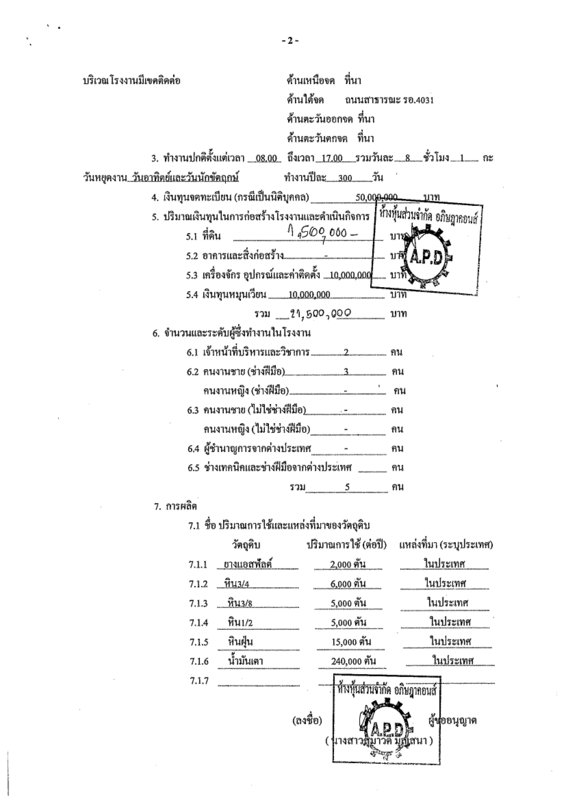 - 2 -
บริเวณโรงงานมีเขตติดต่อ ด้านเหนือจด ที่นา
ด้านใต้จด ถนนสาธารณะ รอ.4031
ด้านตะวันออกจด ที่นา
ด้านตะวันตกจด ที่นา
3. ทำงานปกติตั้งแต่เวลา 08.00 ถึงเวลา 17.00 รวมวันละ 8 ชั่วโมง 1 กะ
วันหยุดงาน วันอาทิตย์และวันนักขัตฤกษ์ ทำงานปีละ 300 วัน
4. เงินทุนจดทะเบียน (กรณีเป็นนิติบุคคล) 50,000,000 บาท
5. ปริมาณเงินทุนในการก่อสร้างโรงงานและดำเนินกิจการ
ห้างหุ้นส่วนจำกัด อภิษฎาคอนส์
5.1 ที่ดิน 1,500,000 - บาท
5.2 อาคารและสิ่งก่อสร้าง - บาท
A.P.D
5.3 เครื่องจักร อุปกรณ์และค่าติดตั้ง 10,000,000 บาท
5.4 เงินทุนหมุนเวียน 10,000,000 บาท
รวม 21,500,000 บาท
6. จำนวนและระดับผู้ซึ่งทำงานในโรงงาน
6.1 เจ้าหน้าที่บริหารและวิชาการ 2 คน
6.2 คนงานชาย (ช่างฝีมือ) 3 คน
คนงานหญิง (ช่างฝีมือ) - คน
6.3 คนงานชาย (ไม่ใช่ช่างฝีมือ) - คน
คนงานหญิง (ไม่ใช่ช่างฝีมือ) - คน
6.4 ผู้ชำนาญการจากต่างประเทศ - คน
6.5 ช่างเทคนิคและช่างฝีมือจากต่างประเทศ คน
รวม 5 คน
7. การผลิต
7.1 ชื่อ ปริมาณการใช้และแหล่งที่มาของวัตถุดิบ
วัตถุดิบ ปริมาณการใช้ (ต่อปี) แหล่งที่มา (ระบุประเทศ)
7.1.1 ยางแอสฟัลต์ 2,000 ตัน ในประเทศ
7.1.2 หิน3/4 6,000 ตัน ในประเทศ
7.1.3 หิน3/8 5,000 ตัน ในประเทศ
7.1.4 หิน1/2 5,000 ตัน ในประเทศ
7.1.5 หินฝุ่น 15,000 ตัน ในประเทศ
7.1.6 น้ำมันเตา 240,000 ตัน ในประเทศ
7.1.7
ห้างหุ้นส่วนจำกัด อภิษฎาคอนส์
(ลงชื่อ) ผู้ขออนุญาต
A.P.D